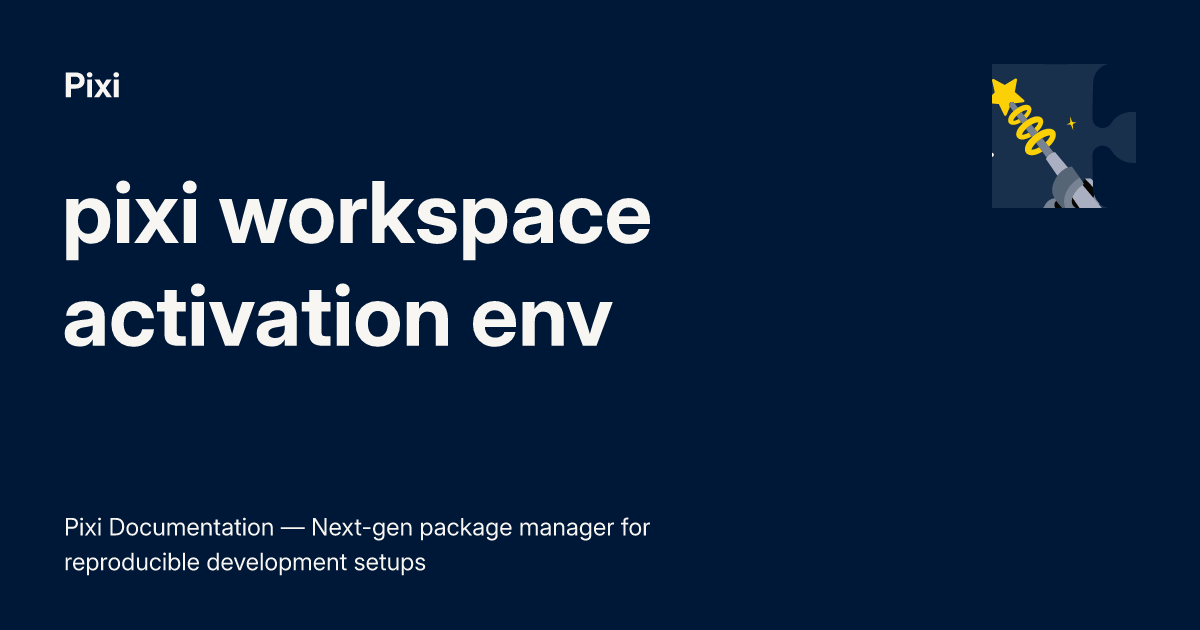 Pixi
pixi workspace
activation env
Pixi Documentation — Next-gen package manager for
reproducible development setups